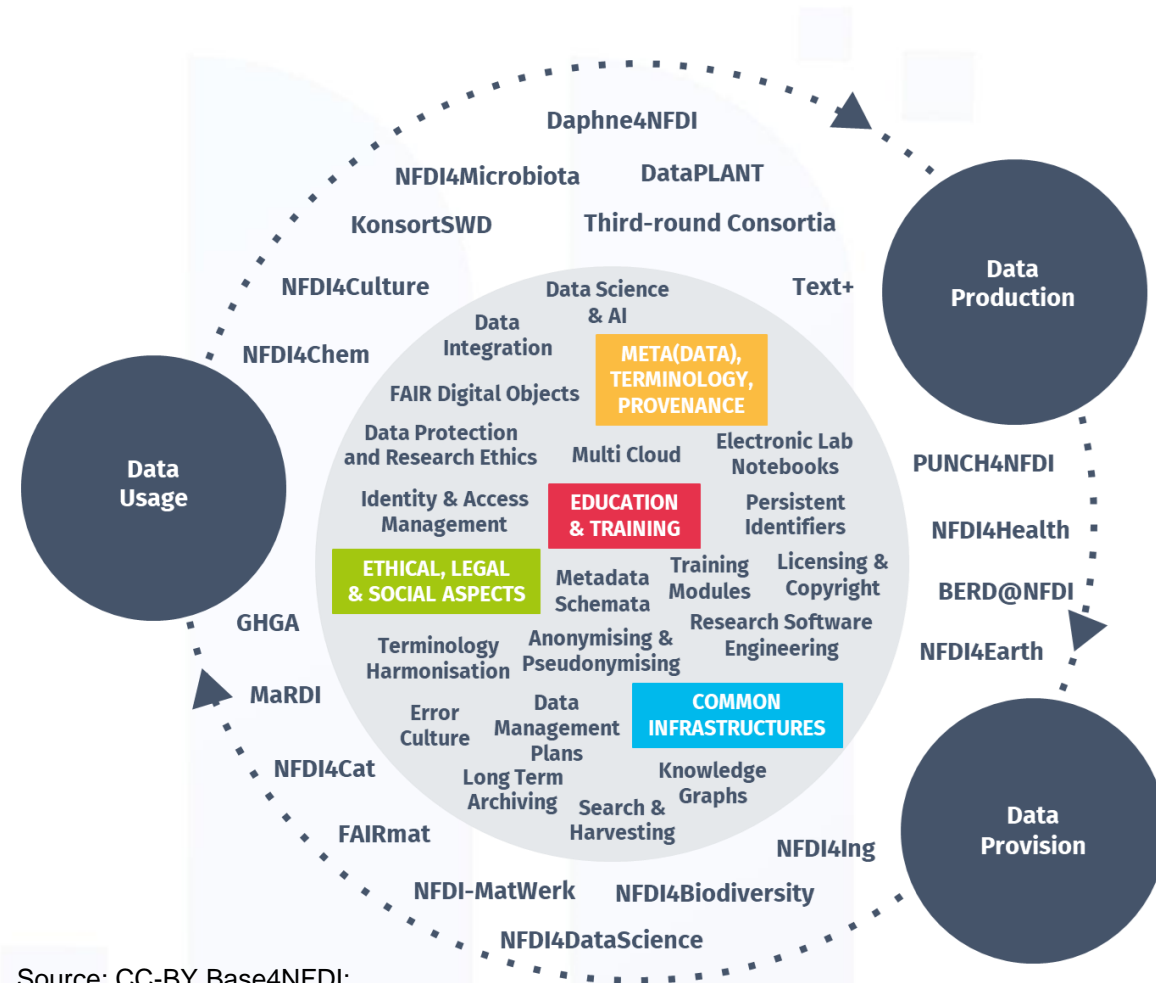 Daphne4NFDI
NFDI4Microbiota
DataPLANT
KonsortSWD
Third-round Consortia
NFDI4Culture
Text+
NFDI4Chem
Data
Production
Data Science
& AI
Data
Integration
META(DATA),
TERMINOLOGY,
PROVENANCE
FAIR Digital Objects
Data Protection
and Research Ethics
Multi Cloud
Electronic Lab
Notebooks
PUNCH4NFDI
Data
Usage
Identity & Access
Management
EDUCATION
& TRAINING
Persistent
Identifiers
NFDI4Health
ETHICAL, LEGAL
& SOCIAL ASPECTS
Metadata
Schemata
Training
Modules
Licensing &
Copyright
BERD@NFDI
GHGA
Terminology
Harmonisation
Anonymising &
Pseudonymising
Research Software
Engineering
NFDI4Earth
MaRDI
Error
Culture
Data
Management
Plans
COMMON
INFRASTRUCTURES
NFDI4Cat
Long Term
Archiving
Search &
Harvesting
Knowledge
Graphs
FAIRmat
NFDI4Ing
Data
Provision
NFDI-MatWerk
NFDI4Biodiversity
NFDI4DataScience
Source: CC-BY Base4NFDI;